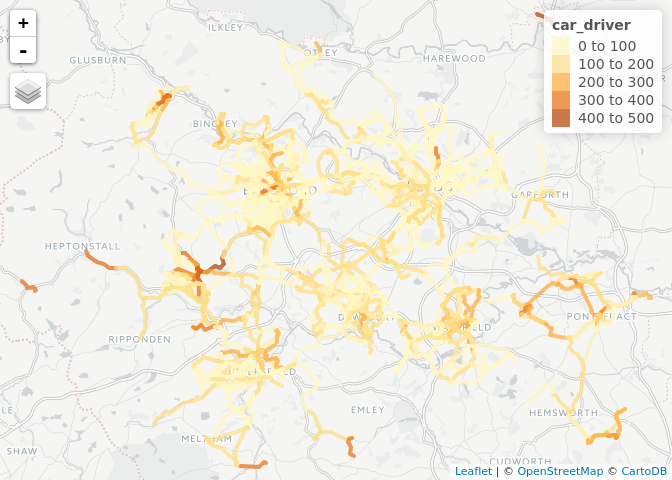 +
-
car_driver
0 to 100
100 to 200
200 to 300
300 to 400
400 to 500
ILKLEY
OTLEY
GLUSBURN
HAREWOOD
BINGLEY
GARFORTH
HEPTONSTALL
PONTEFRACT
RIPPONDEN
EMLEY
HEMSWORTH
MELTHAM
SHAW
CUDWORTH
Leaflet | © OpenStreetMap © CartoDB